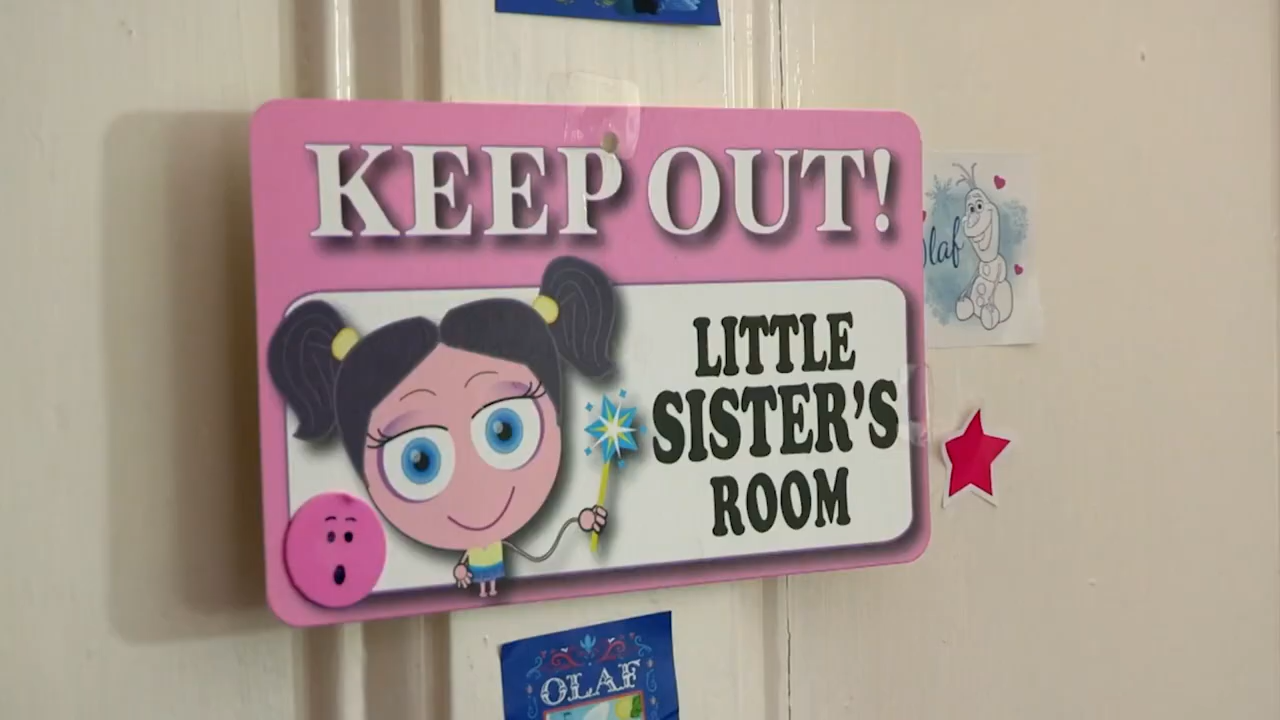 KEEP OUT!
LITTLE
SISTER'S
ROOM
Olaf
OLAF